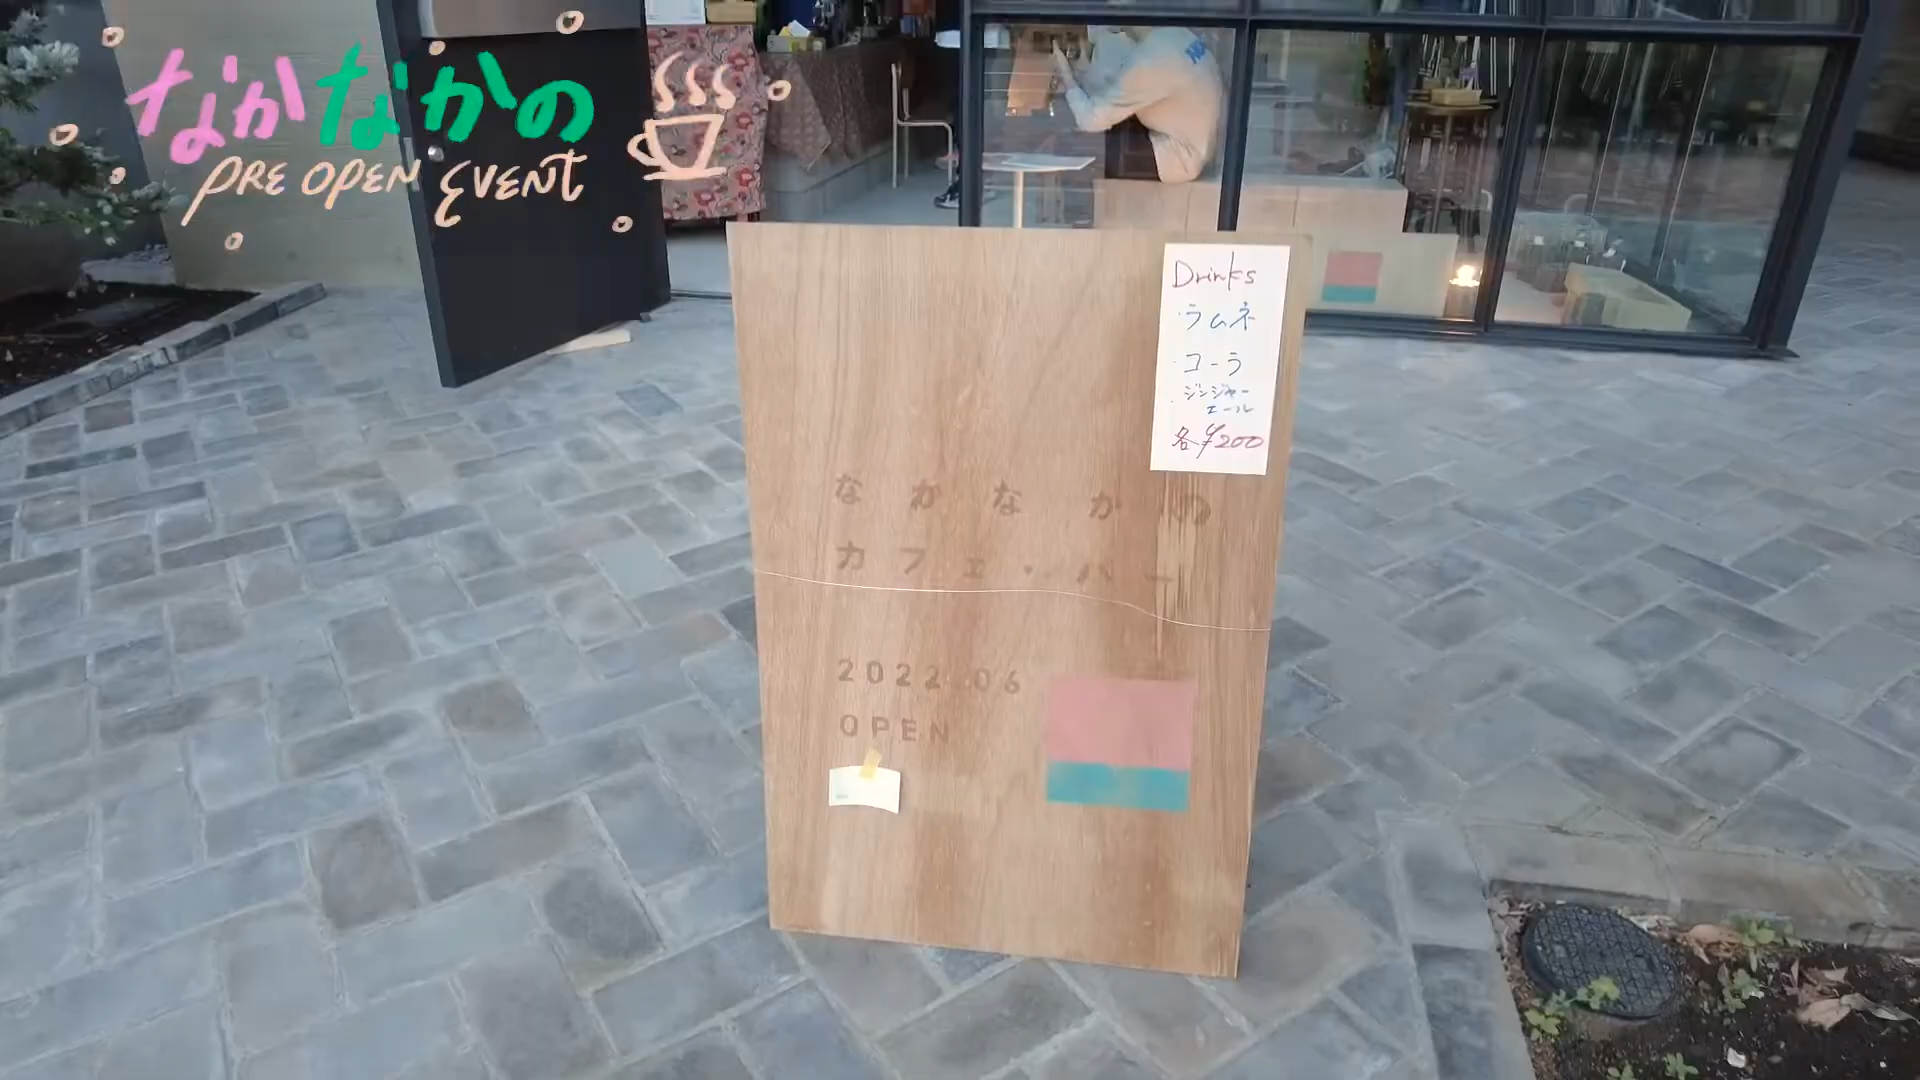 なかなかの
PRE OPEN EVENT
Drinks
・ラムネ
・コーラ
・ジンジャー
エール
各¥200
なかなかの
カフェ・バー
2022.06
OPEN